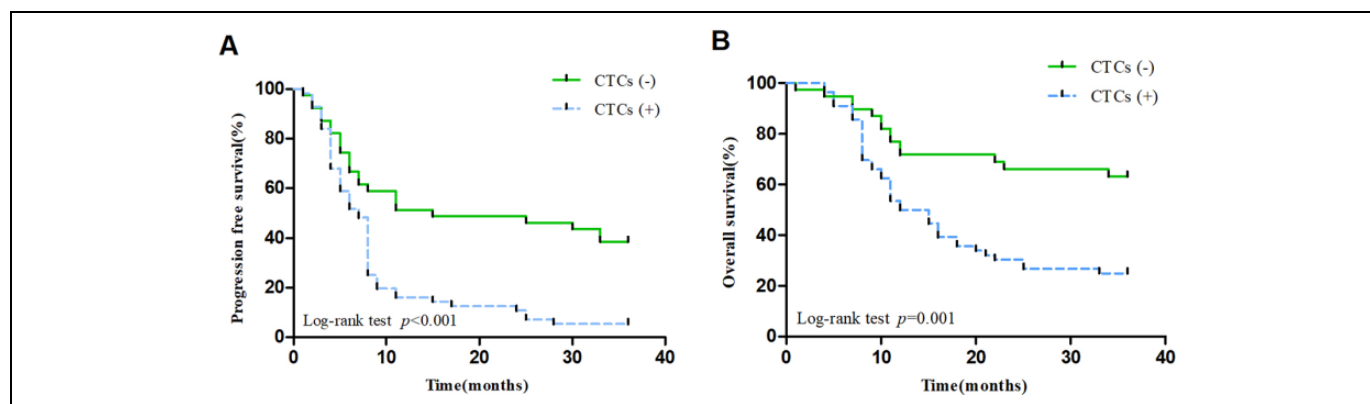 A
CTCs (-)
CTCs (+)
Progression free survival(%)
100
80
60
40
20
0
Log-rank test p<0.001
0 10 20 30 40
Time(months)
B
CTCs (-)
CTCs (+)
Overall survival(%)
100
80
60
40
20
0
Log-rank test p=0.001
0 10 20 30 40
Time(months)